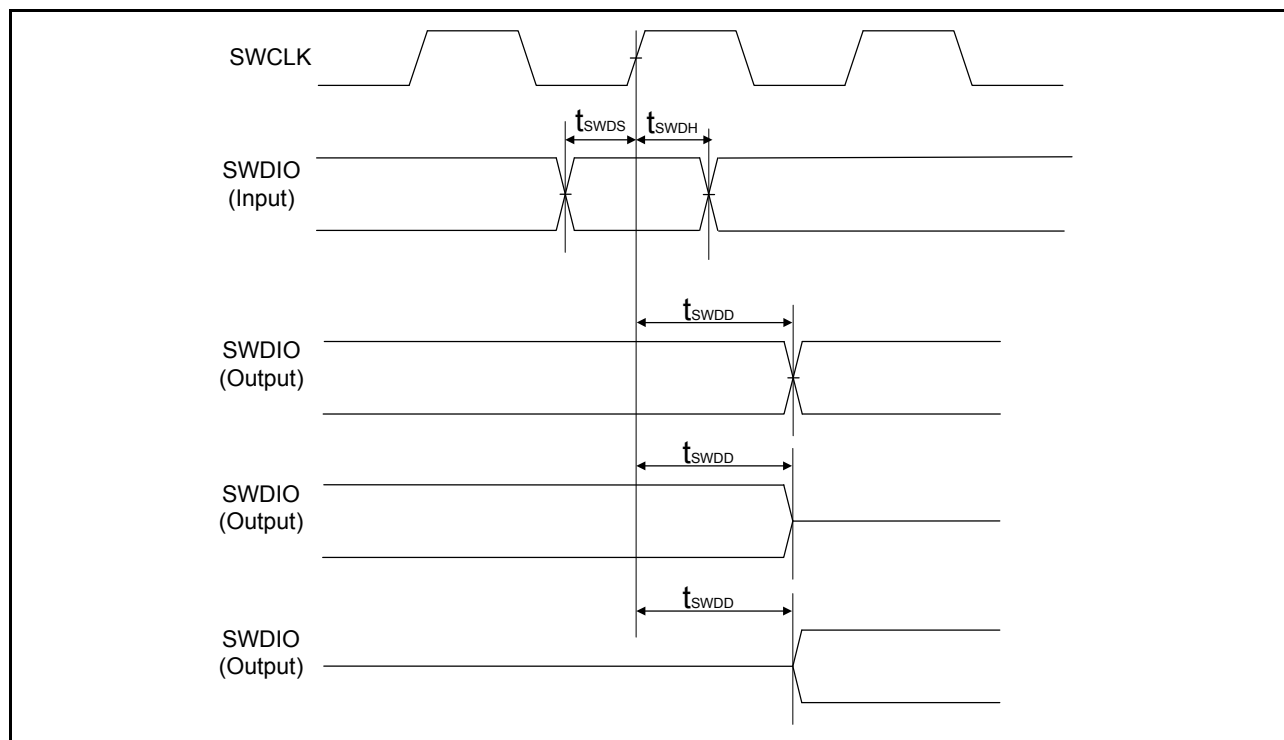 SWCLK
tSWDS
tSWDH
SWDIO
(Input)
tSWDD
SWDIO
(Output)
tSWDD
SWDIO
(Output)
tSWDD
SWDIO
(Output)